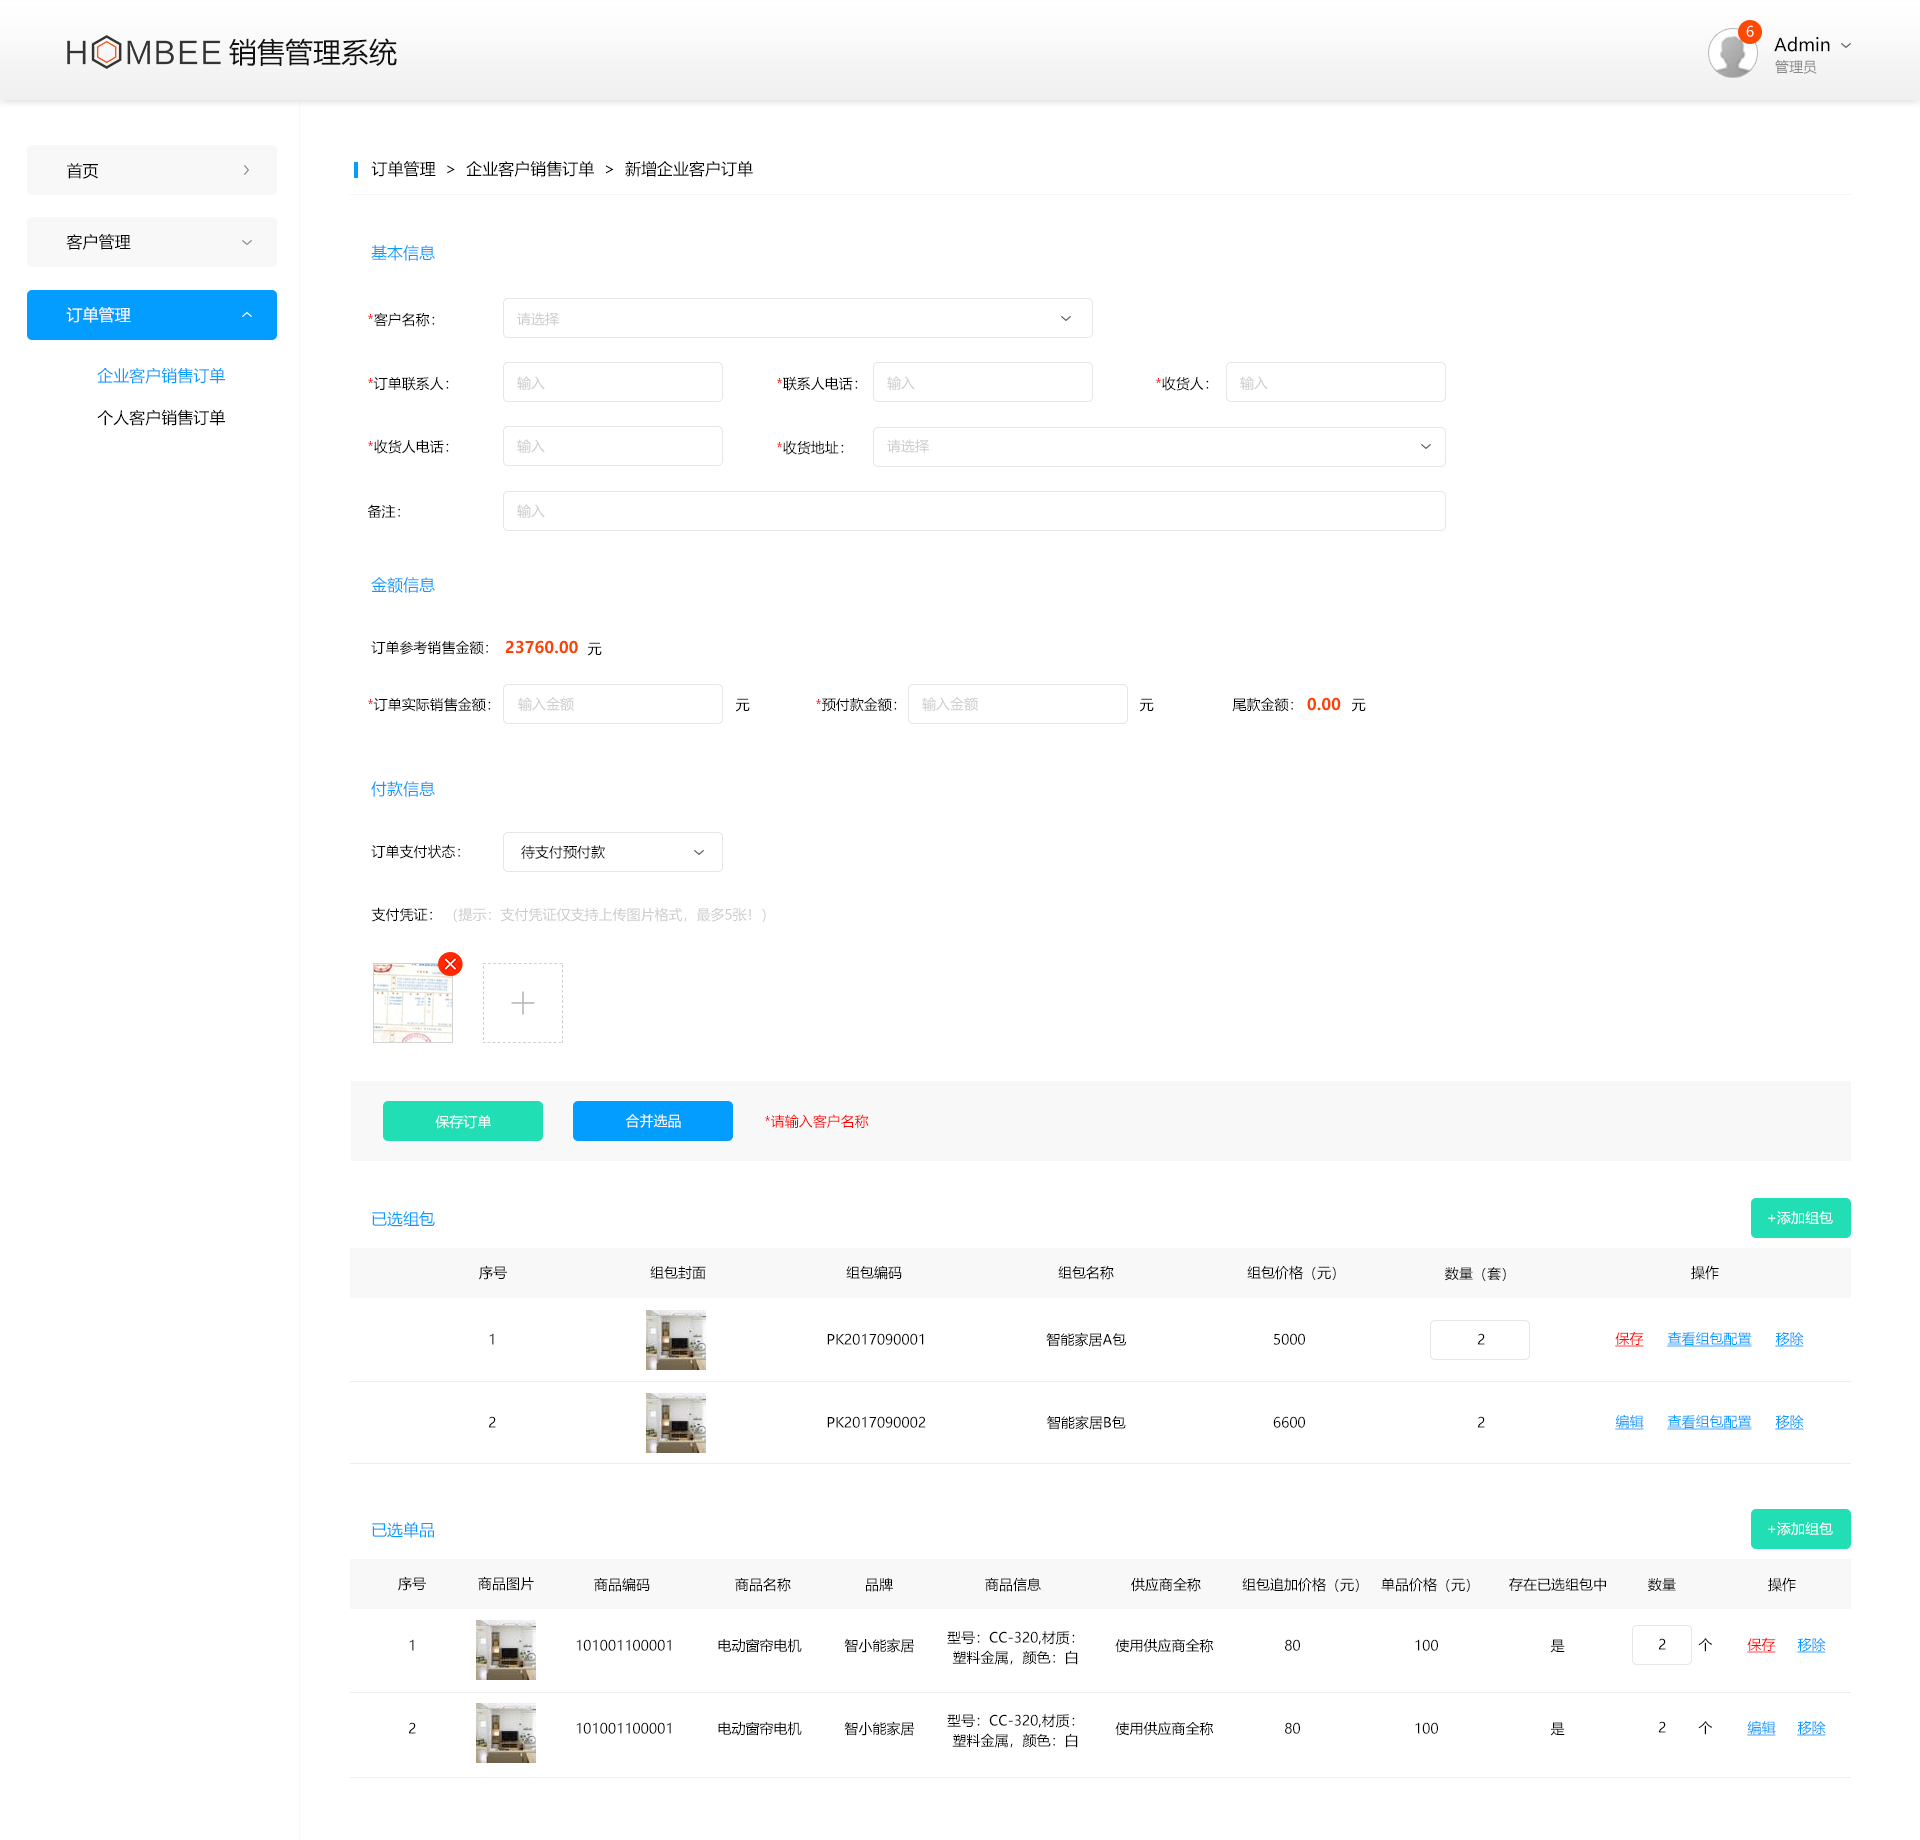 HOMBEE 销售管理系统
6
Admin
管理员
首页
客户管理
订单管理
企业客户销售订单
个人客户销售订单
订单管理 > 企业客户销售订单 > 新增企业客户订单
基本信息
*客户名称： 请选择
*订单联系人： 输入 *联系人电话： 输入 *收货人： 输入
*收货人电话： 输入 *收货地址： 请选择
备注： 输入
金额信息
订单参考销售金额： 23760.00 元
*订单实际销售金额： 输入金额 元 *预付款金额： 输入金额 元 尾款金额： 0.00 元
付款信息
订单支付状态： 待支付预付款
支付凭证： （提示：支付凭证仅支持上传图片格式，最多5张！）
保存订单 合并选品 *请输入客户名称
已选组包 +添加组包
序号 组包封面 组包编码 组包名称 组包价格（元） 数量（套） 操作
1 PK2017090001 智能家居A包 5000 2 保存 查看组包配置 移除
2 PK2017090002 智能家居B包 6600 2 编辑 查看组包配置 移除
已选单品 +添加组包
序号 商品图片 商品编码 商品名称 品牌 商品信息 供应商全称 组包追加价格（元） 单品价格（元） 存在已选组包中 数量 操作
1 101001100001 电动窗帘电机 智小能家居 型号：CC-320,材质： 使用供应商全称 80 100 是 2 个 保存 移除
塑料金属，颜色：白
2 101001100001 电动窗帘电机 智小能家居 型号：CC-320,材质： 使用供应商全称 80 100 是 2 个 编辑 移除
塑料金属，颜色：白